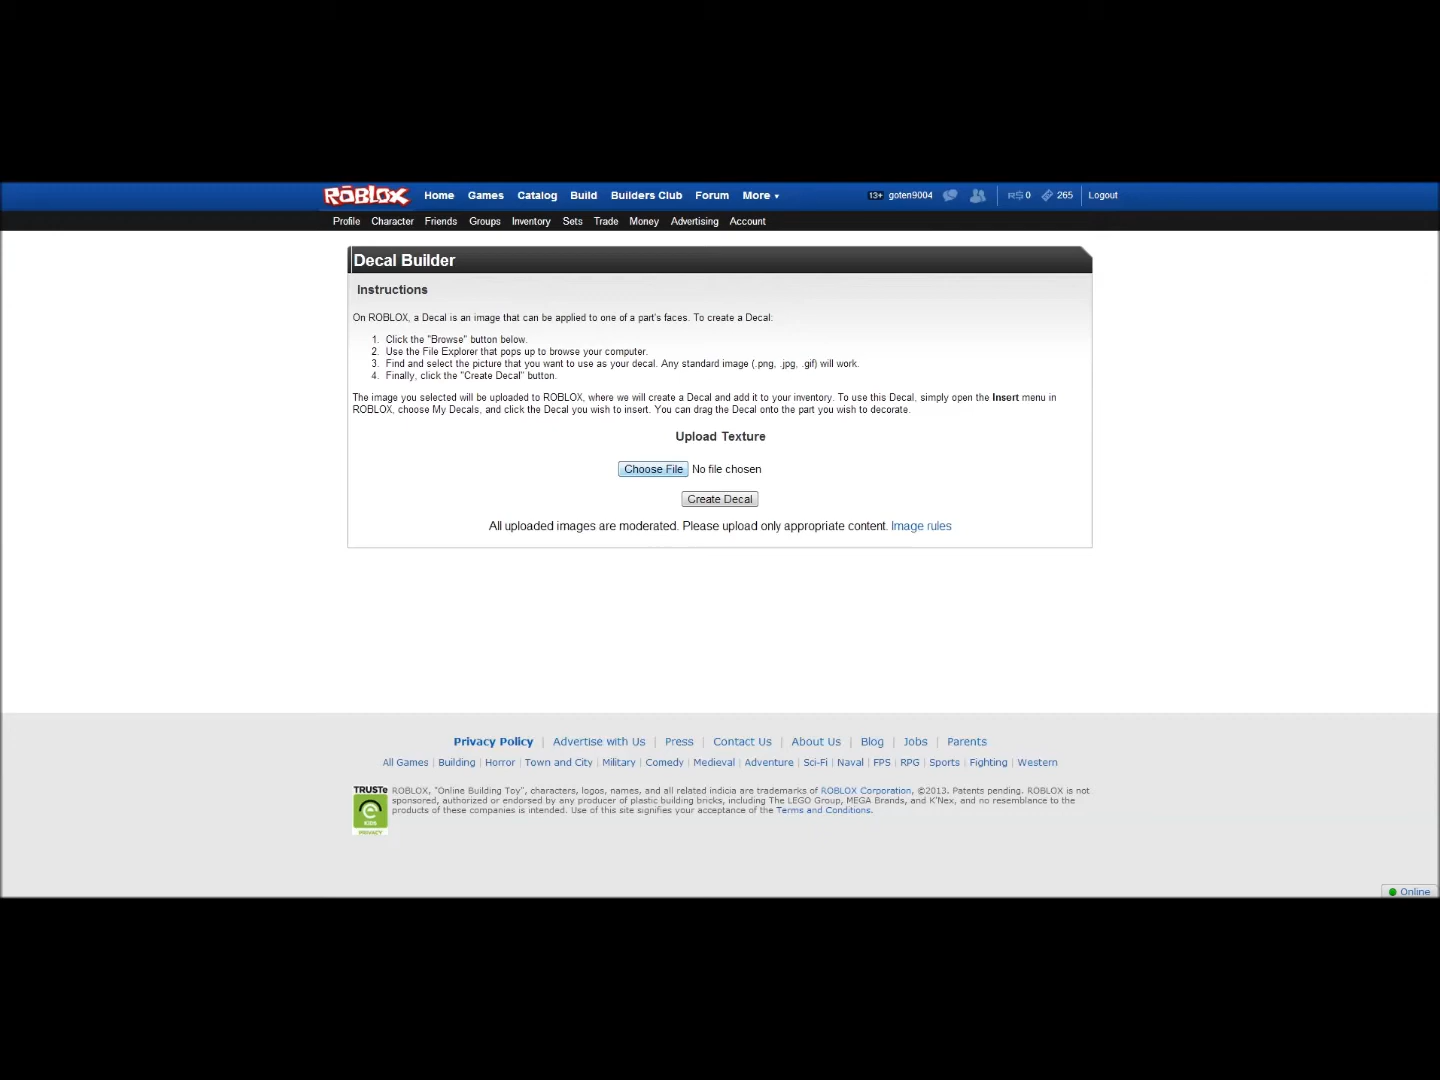 ROBLOX Home Games Catalog Build Builders Club Forum More 13+ goten9004 R$ 0 265 Logout
Profile Character Friends Groups Inventory Sets Trade Money Advertising Account
Decal Builder
Instructions
On ROBLOX, a Decal is an image that can be applied to one of a part's faces. To create a Decal:
1. Click the "Browse" button below.
2. Use the File Explorer that pops up to browse your computer.
3. Find and select the picture that you want to use as your decal. Any standard image (.png, .jpg, .gif) will work.
4. Finally, click the "Create Decal" button.
The image you selected will be uploaded to ROBLOX, where we will create a Decal and add it to your inventory. To use this Decal, simply open the Insert menu in
ROBLOX, choose My Decals, and click the Decal you wish to insert. You can drag the Decal onto the part you wish to decorate.
Upload Texture
Choose File No file chosen
Create Decal
All uploaded images are moderated. Please upload only appropriate content. Image rules
Privacy Policy | Advertise with Us | Press | Contact Us | About Us | Blog | Jobs | Parents
All Games | Building | Horror | Town and City | Military | Comedy | Medieval | Adventure | Sci-Fi | Naval | FPS | RPG | Sports | Fighting | Western
TRUSTe
KIDS
PRIVACY
ROBLOX, "Online Building Toy", characters, logos, names, and all related indicia are trademarks of ROBLOX Corporation, ©2013. Patents pending. ROBLOX is not
sponsored, authorized or endorsed by any producer of plastic building bricks, including The LEGO Group, MEGA Brands, and K'Nex, and no resemblance to the
products of these companies is intended. Use of this site signifies your acceptance of the Terms and Conditions.
Online